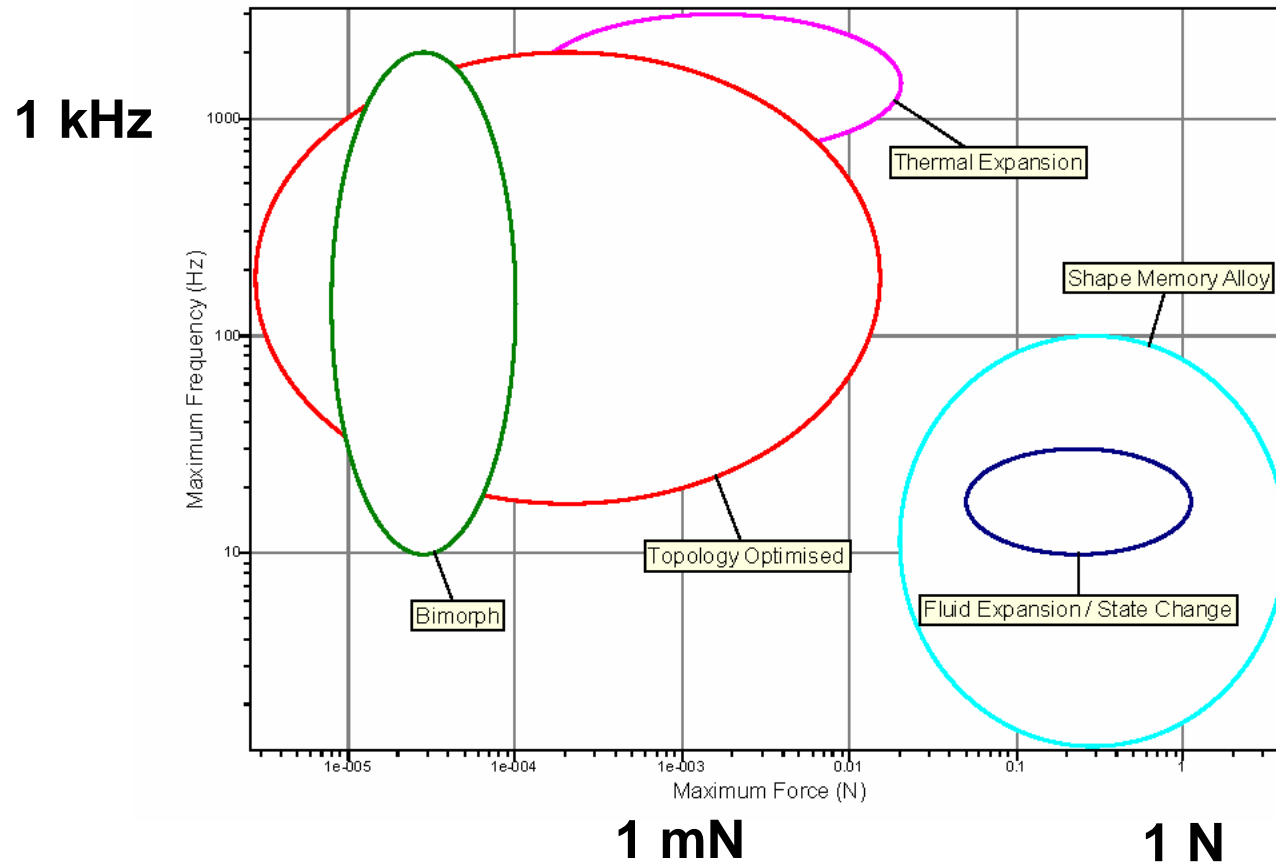 1 kHz
1000
Thermal Expansion
Maximum Frequency (Hz)
Shape Memory Alloy
100
10
Topology Optimised
Fluid Expansion / State Change
Bimorph
1e-005
1e-004
1e-003
0.01
0.1
1
Maximum Force (N)
1 mN
1 N